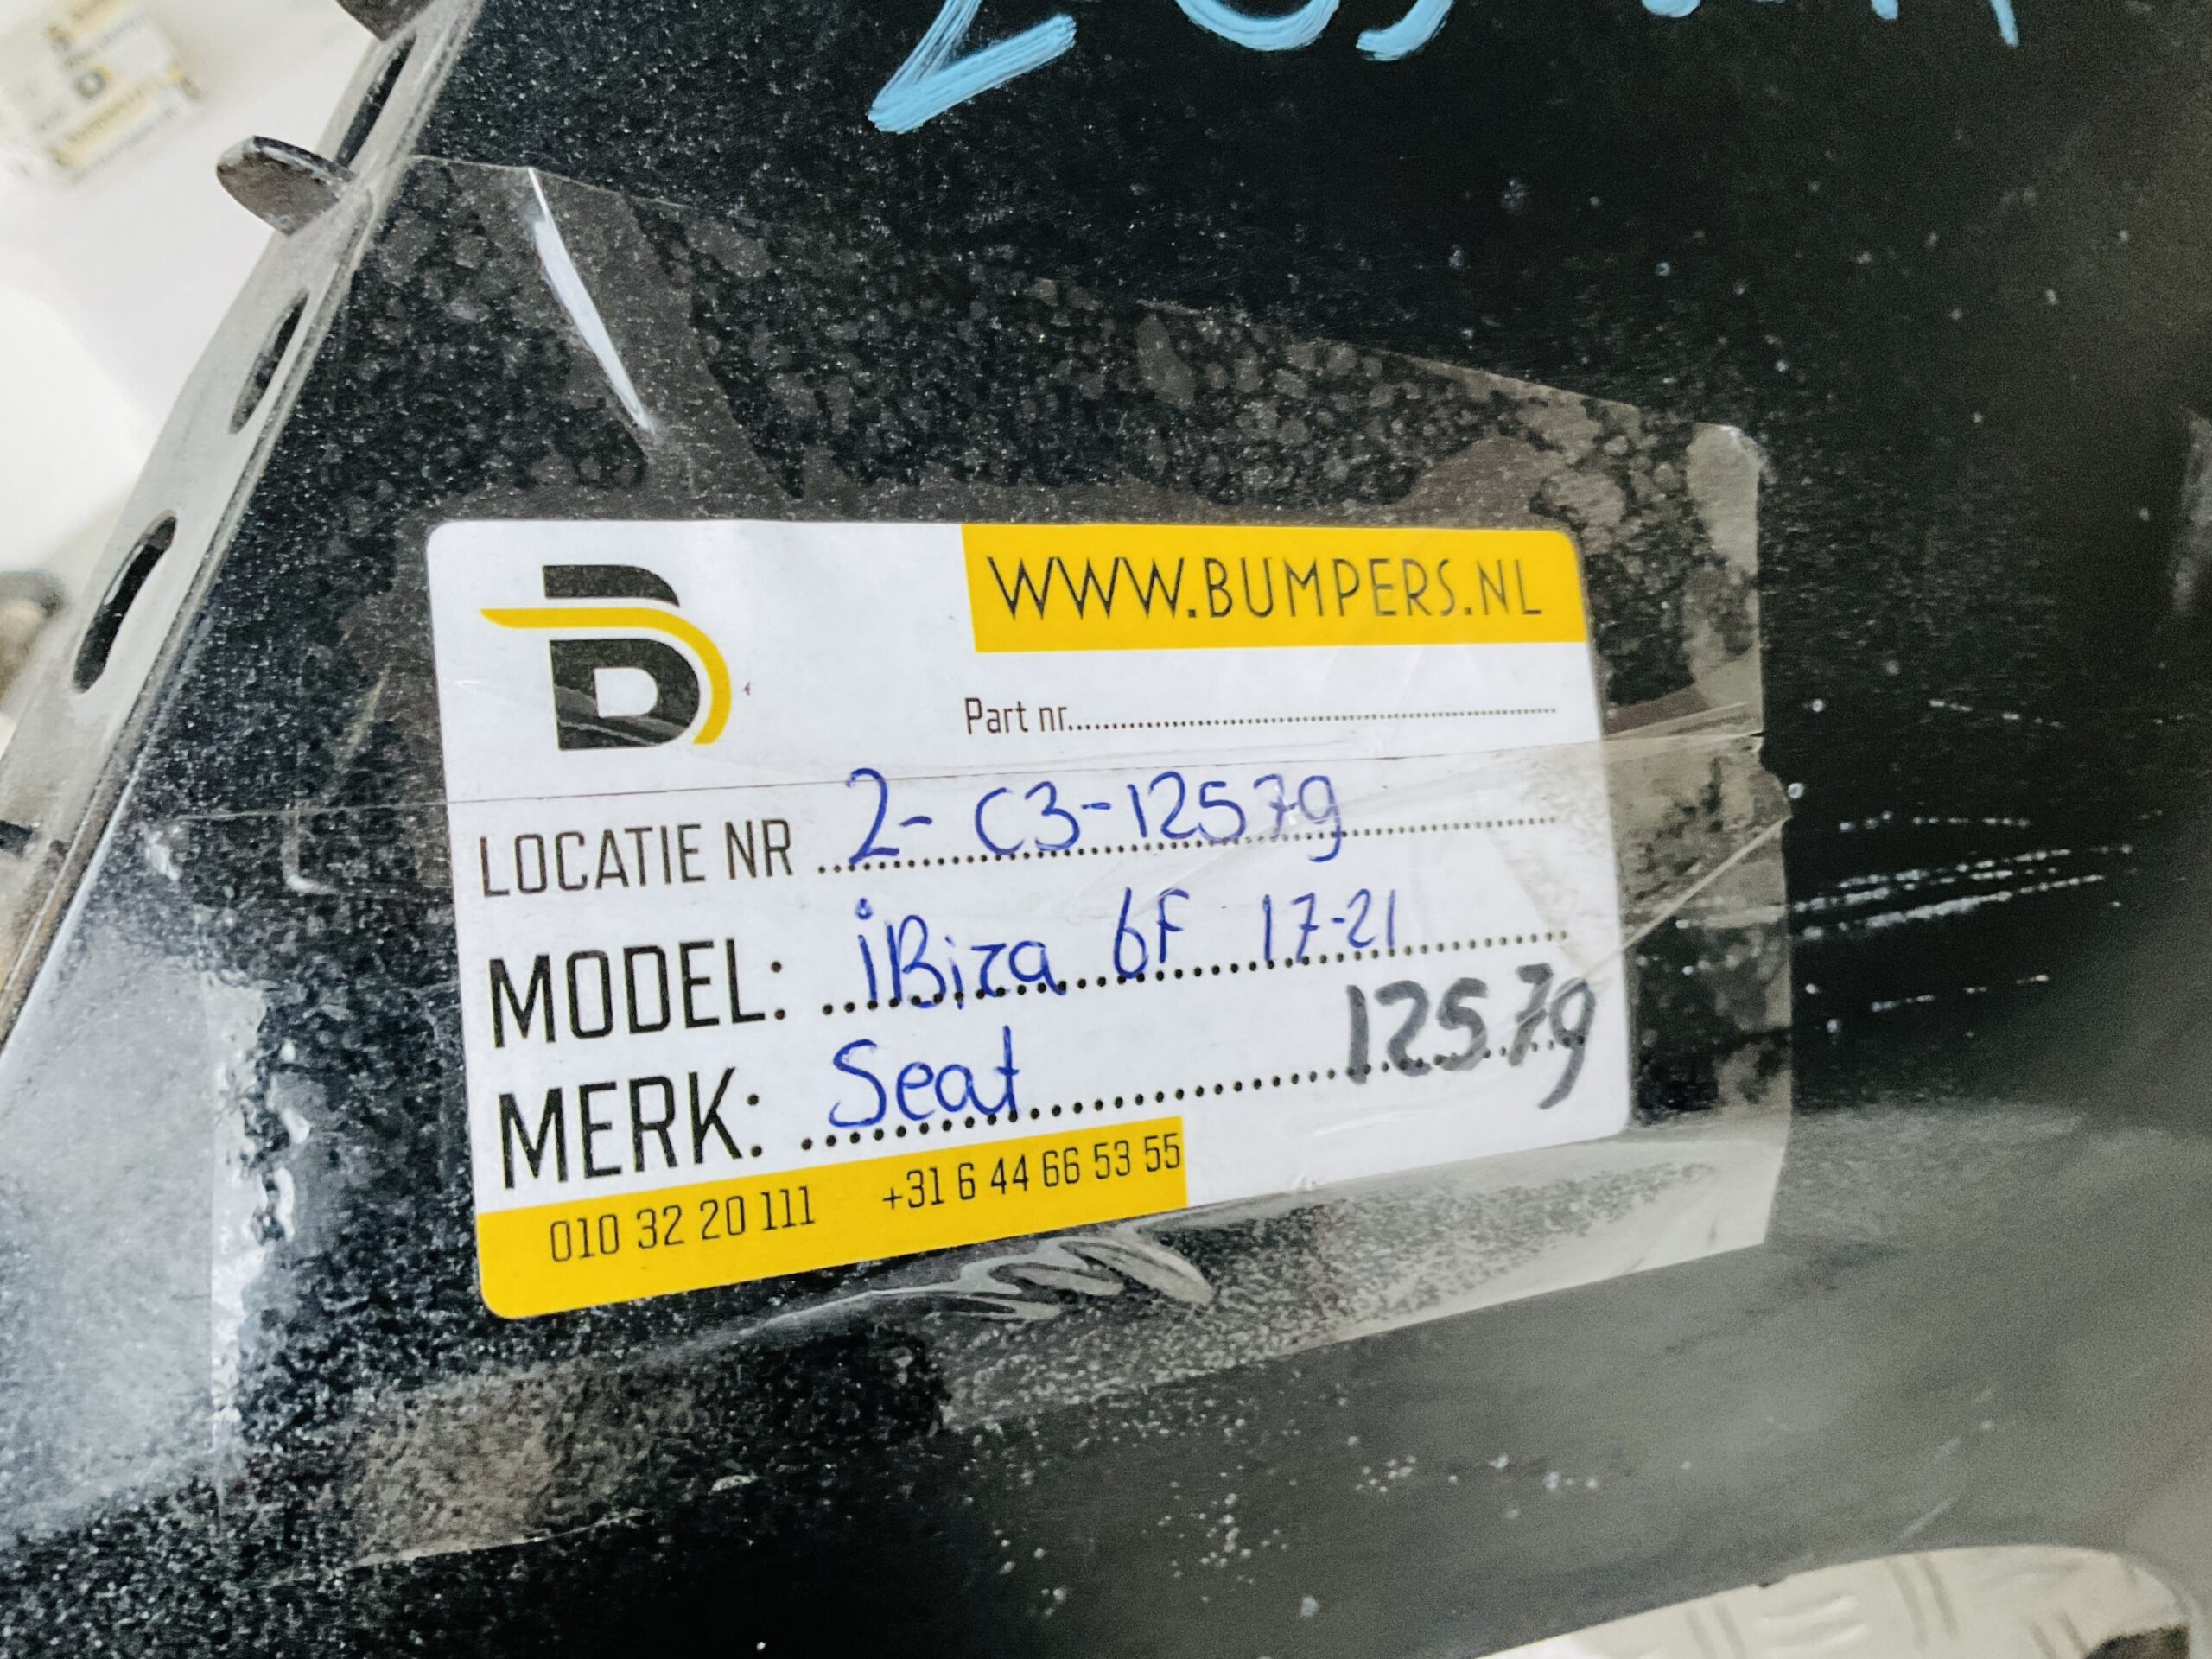 WWW.BUMPERS.NL
Part nr.
LOCATIE NR 2-C3-12579
MODEL: iBiza 6F 17-21
MERK: Seat 12579
010 32 20 111 +31 6 44 66 53 55